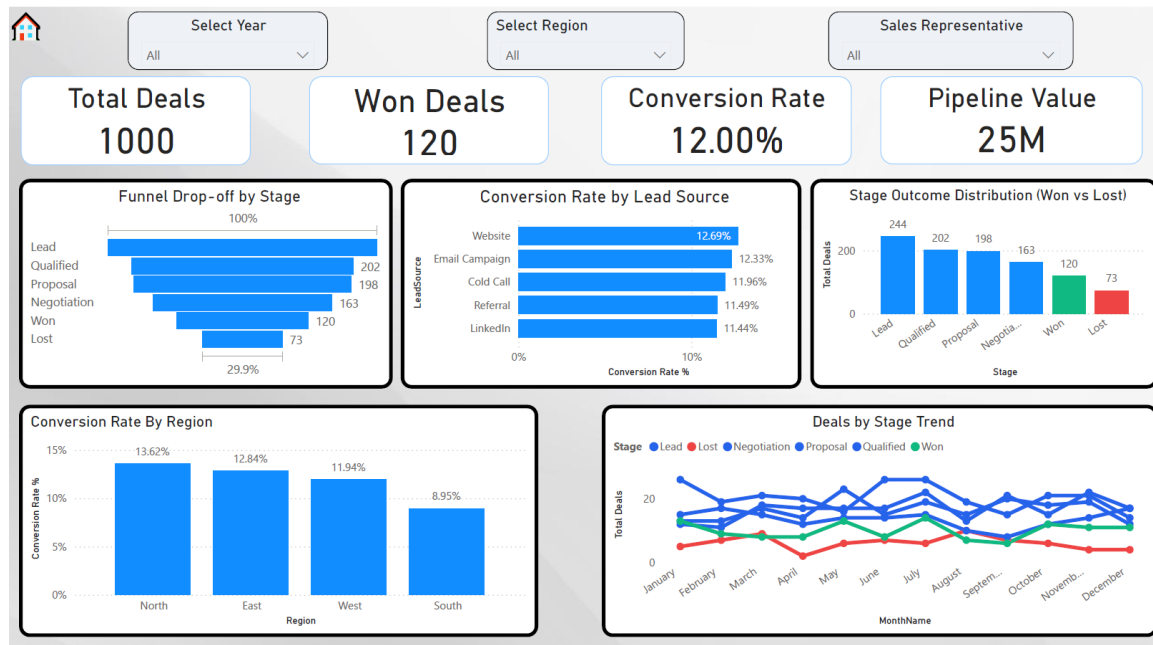 Select Year
All
Select Region
All
Sales Representative
All
Total Deals
1000
Won Deals
120
Conversion Rate
12.00%
Pipeline Value
25M
Funnel Drop-off by Stage
100%
Lead
Qualified 202
Proposal 198
Negotiation 163
Won 120
Lost 73
29.9%
Conversion Rate by Lead Source
LeadSource
Website 12.69%
Email Campaign 12.33%
Cold Call 11.96%
Referral 11.49%
LinkedIn 11.44%
0% 10%
Conversion Rate %
Stage Outcome Distribution (Won vs Lost)
Total Deals
200
0
244 202 198 163 120 73
Lead Qualified Proposal Negotia... Won Lost
Stage
Conversion Rate By Region
Conversion Rate %
15%
10%
5%
0%
13.62% 12.84% 11.94% 8.95%
North East West South
Region
Deals by Stage Trend
Stage Lead Lost Negotiation Proposal Qualified Won
Total Deals
20
0
January February March April May June July August Septem... October Novemb... December
MonthName